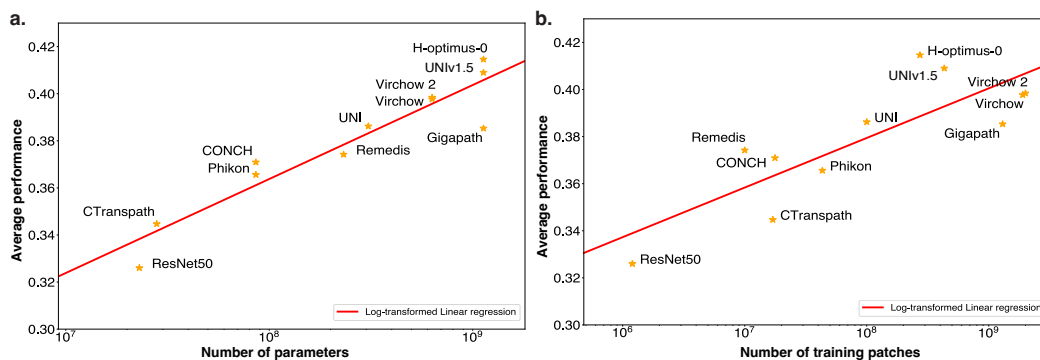 a.
0.42
0.40
0.38
0.36
0.34
0.32
0.30
Average performance
H-optimus-0
UNIv1.5
Virchow 2
Virchow
UNI
Gigapath
Remedis
CONCH
Phikon
CTranspath
ResNet50
Log-transformed Linear regression
10⁷
10⁸
10⁹
Number of parameters
b.
0.42
0.40
0.38
0.36
0.34
0.32
0.30
Average performance
H-optimus-0
UNIv1.5
Virchow 2
Virchow
UNI
Gigapath
Remedis
CONCH
Phikon
CTranspath
ResNet50
Log-transformed Linear regression
10⁶
10⁷
10⁸
10⁹
Number of training patches